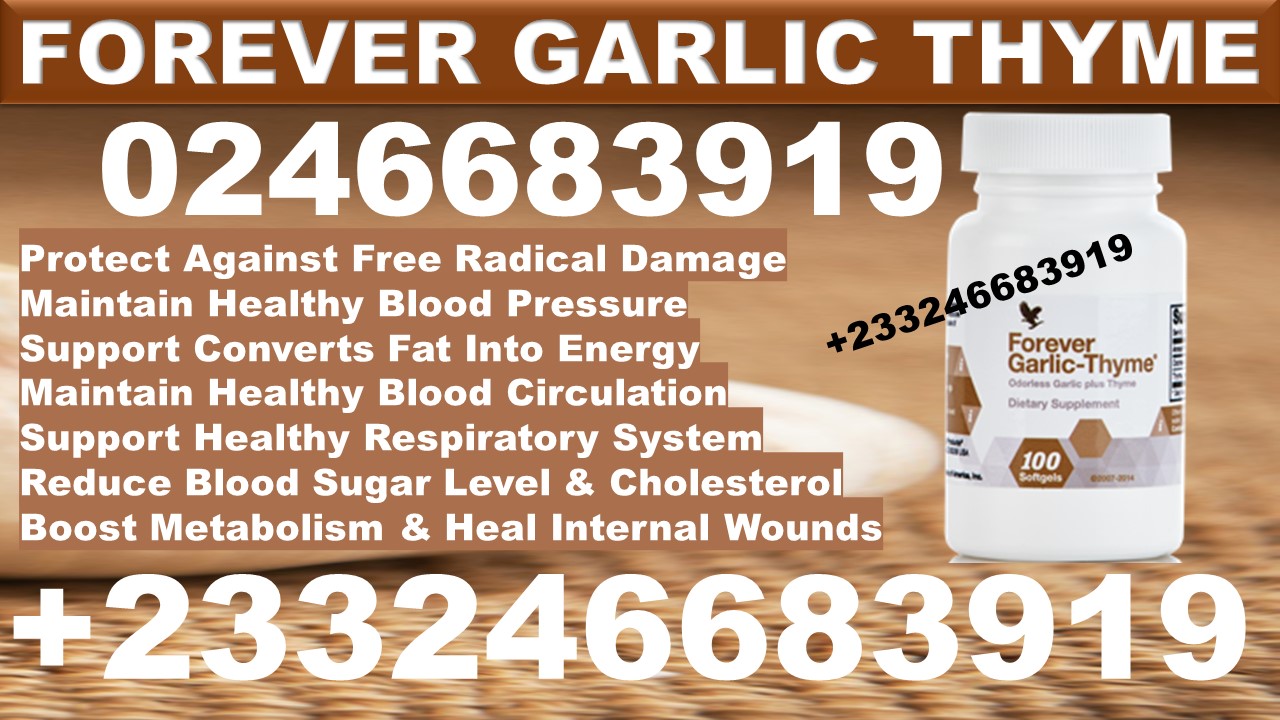 FOREVER GARLIC THYME
0246683919
Protect Against Free Radical Damage
Maintain Healthy Blood Pressure
Support Converts Fat Into Energy
Maintain Healthy Blood Circulation
Support Healthy Respiratory System
Reduce Blood Sugar Level & Cholesterol
Boost Metabolism & Heal Internal Wounds
+233246683919
Forever
Garlic-Thyme®
Odorless Garlic plus Thyme
Dietary Supplement
100
Softgels
©2007-2014
+233246683919